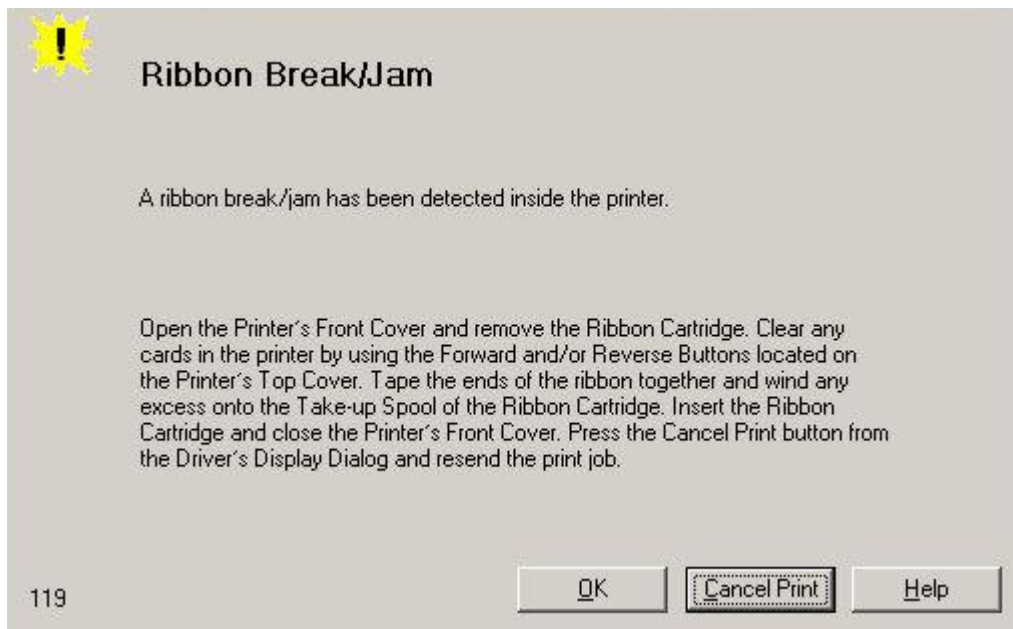 !
Ribbon Break/Jam
A ribbon break/jam has been detected inside the printer.
Open the Printer´s Front Cover and remove the Ribbon Cartridge. Clear any
cards in the printer by using the Forward and/or Reverse Buttons located on
the Printer´s Top Cover. Tape the ends of the ribbon together and wind any
excess onto the Take-up Spool of the Ribbon Cartridge. Insert the Ribbon
Cartridge and close the Printer´s Front Cover. Press the Cancel Print button from
the Driver´s Display Dialog and resend the print job.
119
OK
Cancel Print
Help